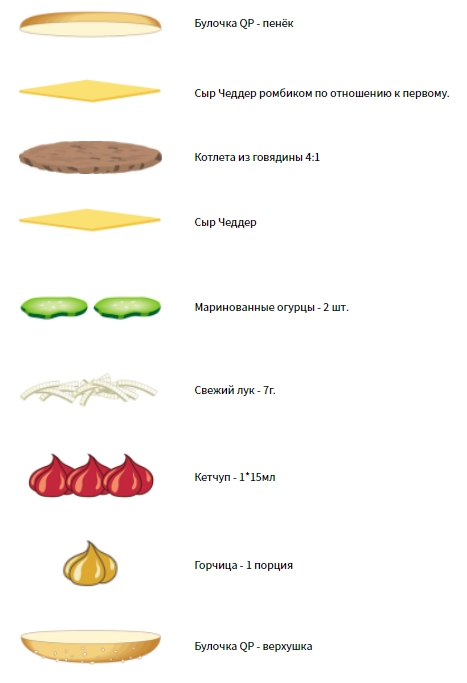 Булочка QP - пенёк
Сыр Чеддер ромбиком по отношению к первому.
Котлета из говядины 4:1
Сыр Чеддер
Маринованные огурцы - 2 шт.
Свежий лук - 7г.
Кетчуп - 1*15мл
Горчица - 1 порция
Булочка QP - верхушка